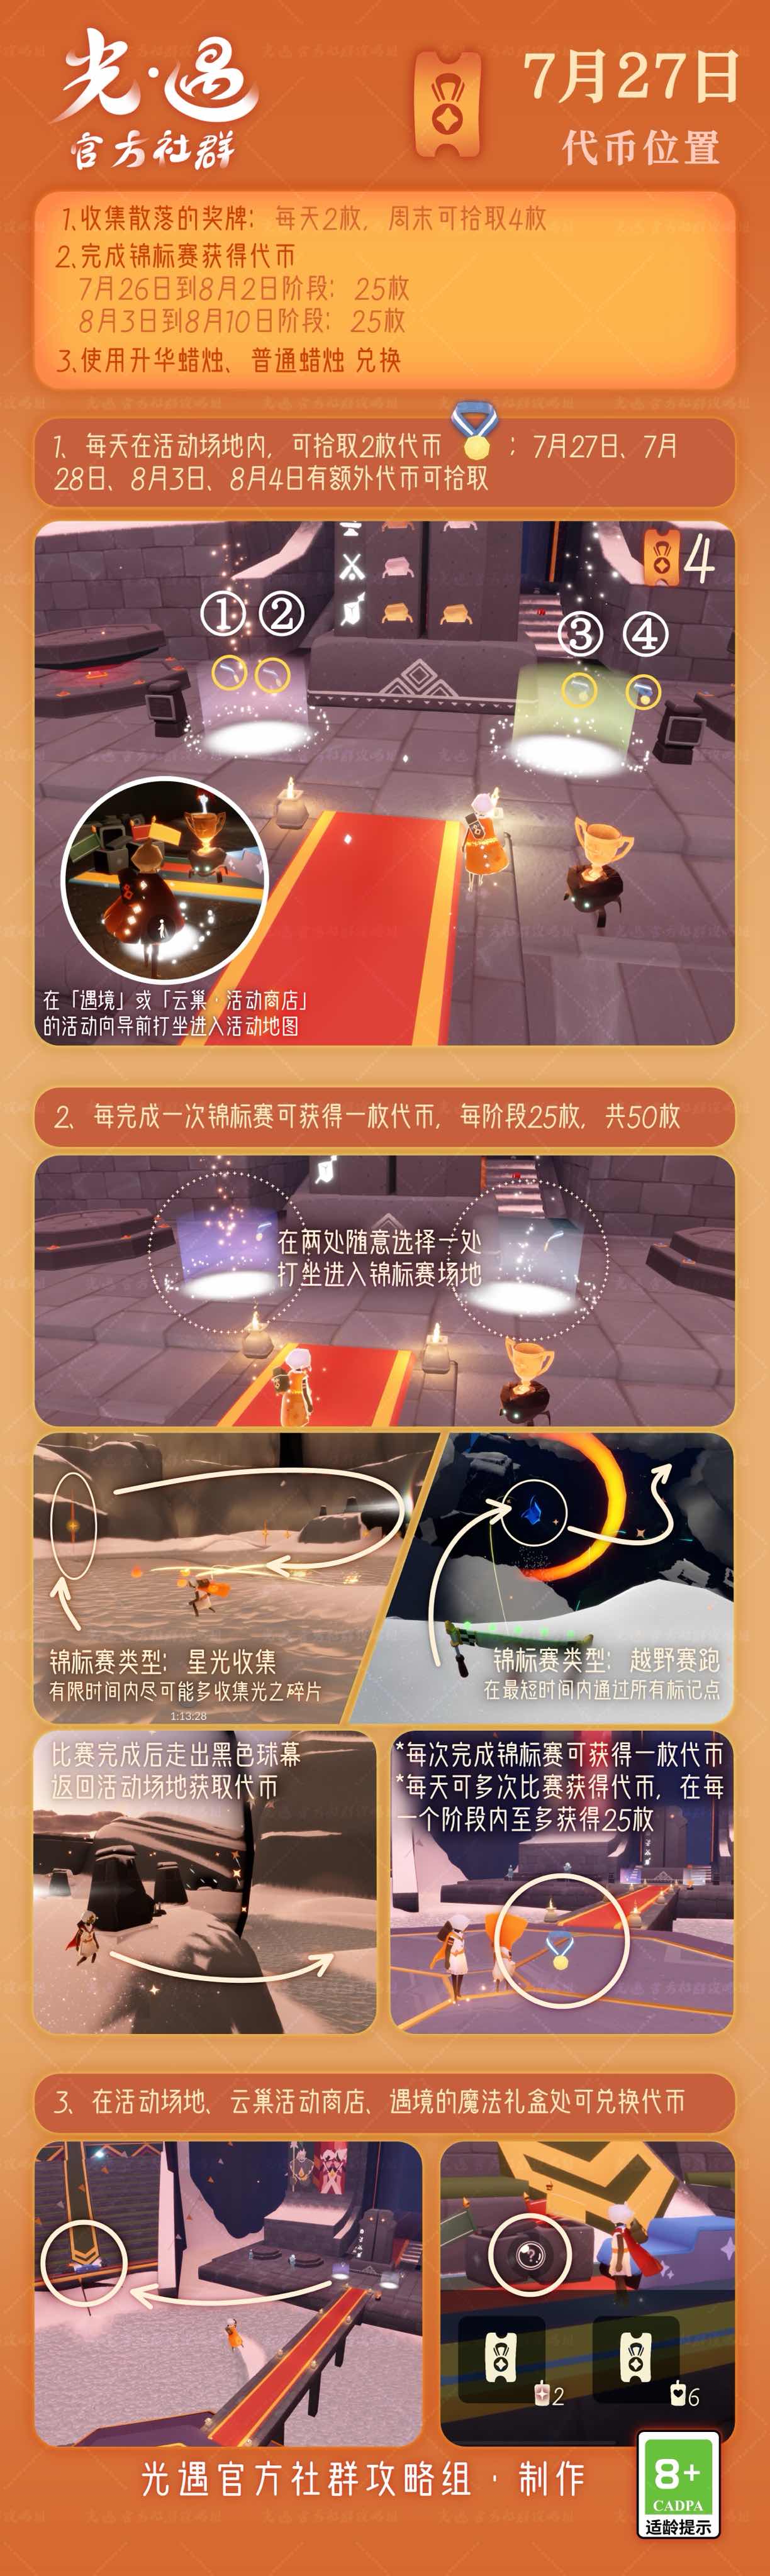 光·遇
官方社群
7月27日
代币位置
1.收集散落的奖牌： 每天2枚， 周末可拾取4枚
2.完成锦标赛获得代币
7月26日到8月2日阶段： 25枚
8月3日到8月10日阶段： 25枚
3.使用升华蜡烛、普通蜡烛 兑换
1、每天在活动场地内，可拾取2枚代币 ：7月27日、7月
28日、8月3日、8月4日有额外代币可拾取
4
① ② ③ ④
在「遇境」或「云巢·活动商店」
的活动向导前打坐进入活动地图
2、每完成一次锦标赛可获得一枚代币，每阶段25枚，共50枚
在两处随意选择一处
打坐进入锦标赛场地
锦标赛类型： 星光收集
有限时间内尽可能多收集光之碎片
1:13:28
锦标赛类型： 越野赛跑
在最短时间内通过所有标记点
比赛完成后走出黑色球幕
返回活动场地获取代币
*每次完成锦标赛可获得一枚代币
*每天可多次比赛获得代币，在每
一个阶段内至多获得25枚
3、在活动场地、云巢活动商店、遇境的魔法礼盒处可兑换代币
?
2
6
光遇官方社群攻略组·制作
8+
CADPA
适龄提示